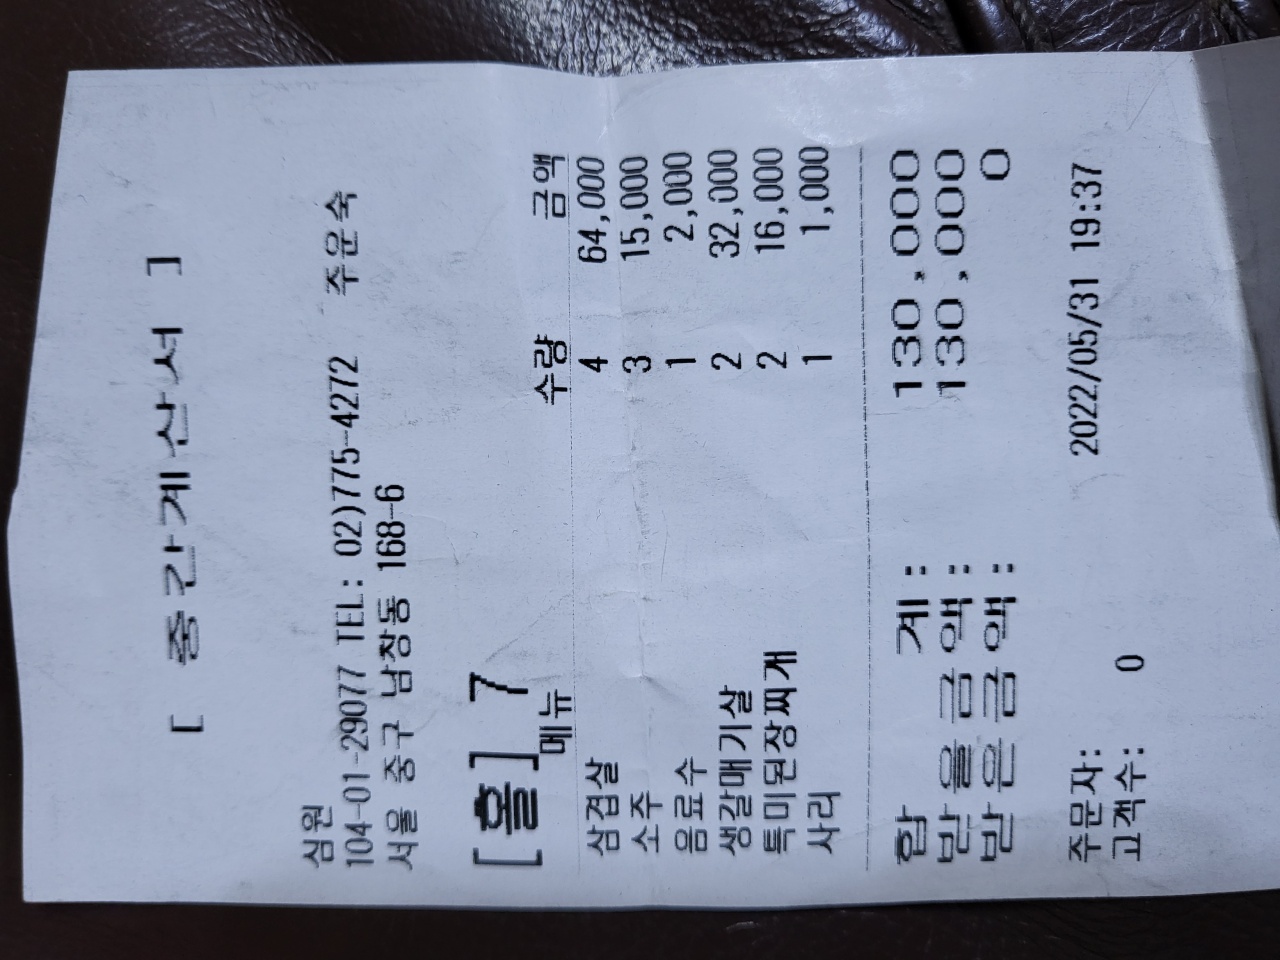 [ 중간계산서 ]
심원
104-01-29077 TEL: 02)775-4272 주운숙
서울 중구 남창동 168-6
[홀] 7
메뉴 수량 금액
삼겹살 4 64,000
소주 3 15,000
음료수 1 2,000
생갈매기살 2 32,000
특미된장찌개 2 16,000
사리 1 1,000
합 계: 130,000
받을금액: 130,000
받은금액: 0
주문자: 2022/05/31 19:37
고객수: 0